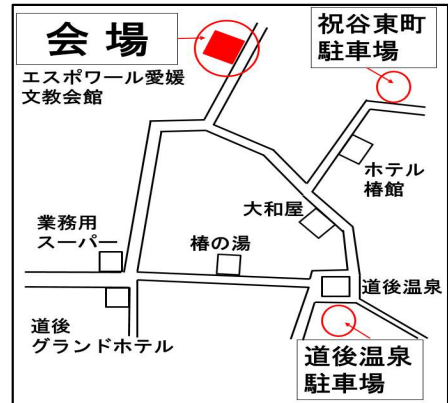 会場
エスポワール愛媛
文教会館
祝谷東町
駐車場
ホテル
椿館
大和屋
業務用
スーパー
椿の湯
道後温泉
道後
グランドホテル
道後温泉
駐車場